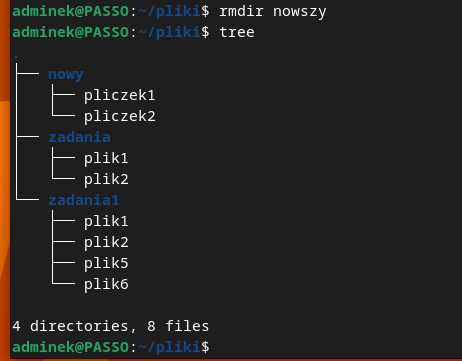 adminek@PASSO:~/pliki$ rmdir nowszy
adminek@PASSO:~/pliki$ tree
.
├── nowy
│   ├── pliczek1
│   └── pliczek2
├── zadania
│   ├── plik1
│   └── plik2
└── zadania1
    ├── plik1
    ├── plik2
    ├── plik5
    └── plik6

4 directories, 8 files
adminek@PASSO:~/pliki$